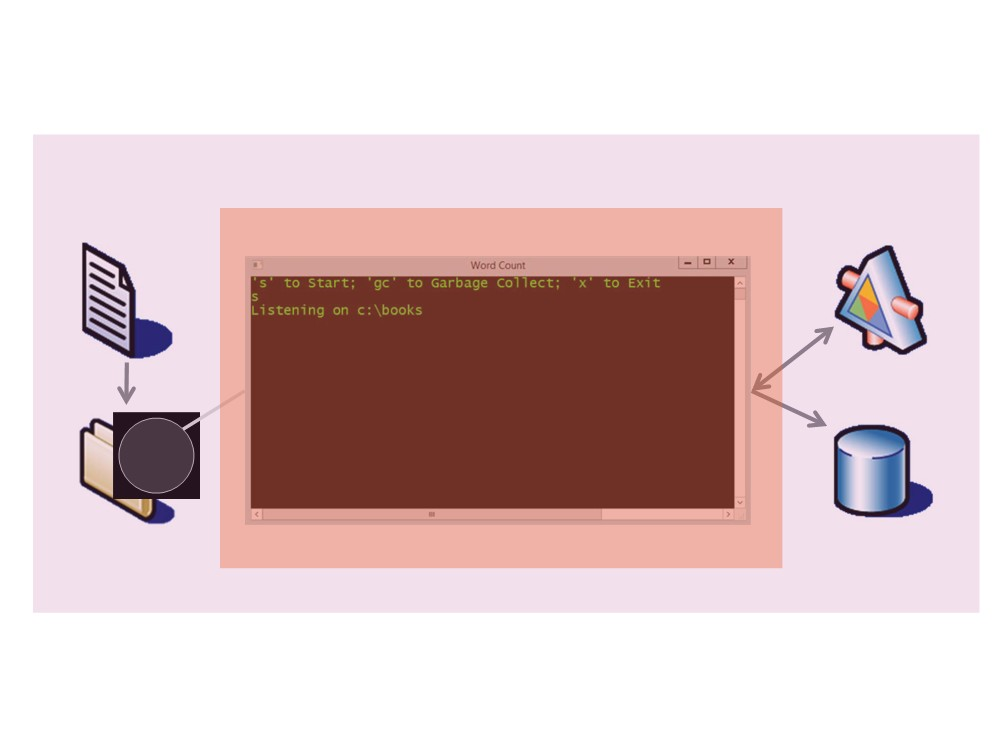 Word Count
's' to Start; 'gc' to Garbage Collect; 'x' to Exit
s
Listening on c:\books